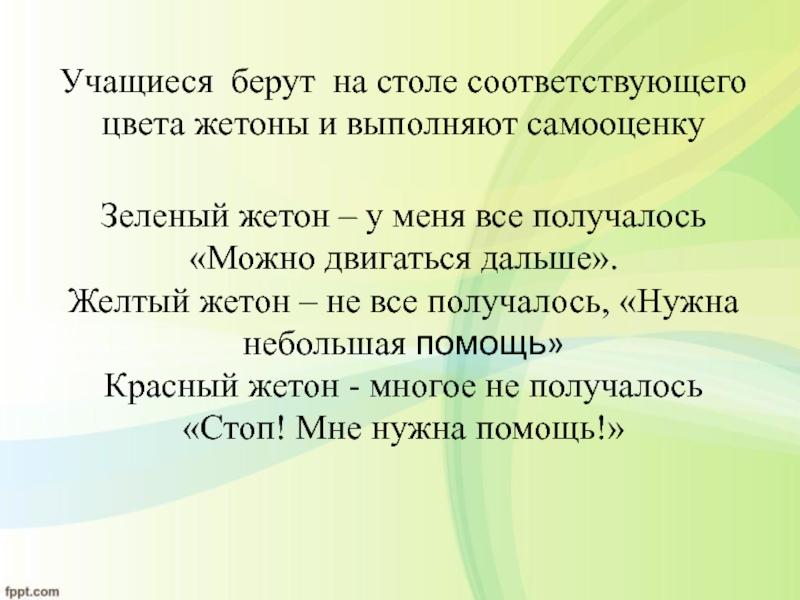 Учащиеся  берут  на столе соответствующего
цвета жетоны и выполняют самооценку
Зеленый жетон – у меня все получалось
«Можно двигаться дальше».
Желтый жетон – не все получалось, «Нужна
небольшая помощь»
Красный жетон - многое не получалось
«Стоп! Мне нужна помощь!»
fppt.com